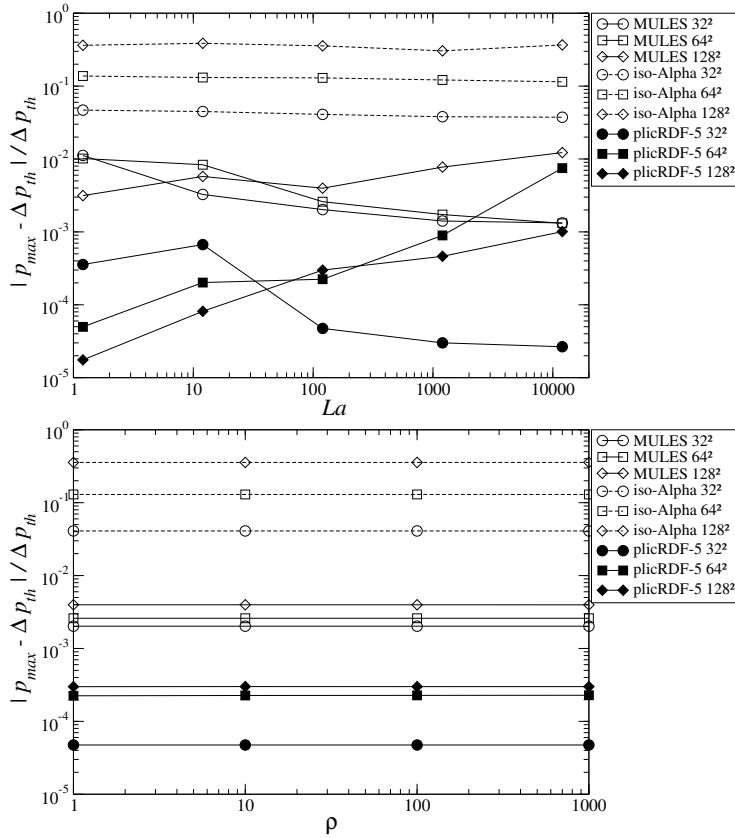 10⁰
10⁻¹
10⁻²
10⁻³
10⁻⁴
10⁻⁵
| p_max - Δ p_th | / Δ p_th
1 10 100 1000 10000
La
MULES 32²
MULES 64²
MULES 128²
iso-Alpha 32²
iso-Alpha 64²
iso-Alpha 128²
plicRDF-5 32²
plicRDF-5 64²
plicRDF-5 128²
10⁰
10⁻¹
10⁻²
10⁻³
10⁻⁴
10⁻⁵
| p_max - Δ p_th | / Δ p_th
1 10 100 1000
ρ
MULES 32²
MULES 64²
MULES 128²
iso-Alpha 32²
iso-Alpha 64²
iso-Alpha 128²
plicRDF-5 32²
plicRDF-5 64²
plicRDF-5 128²